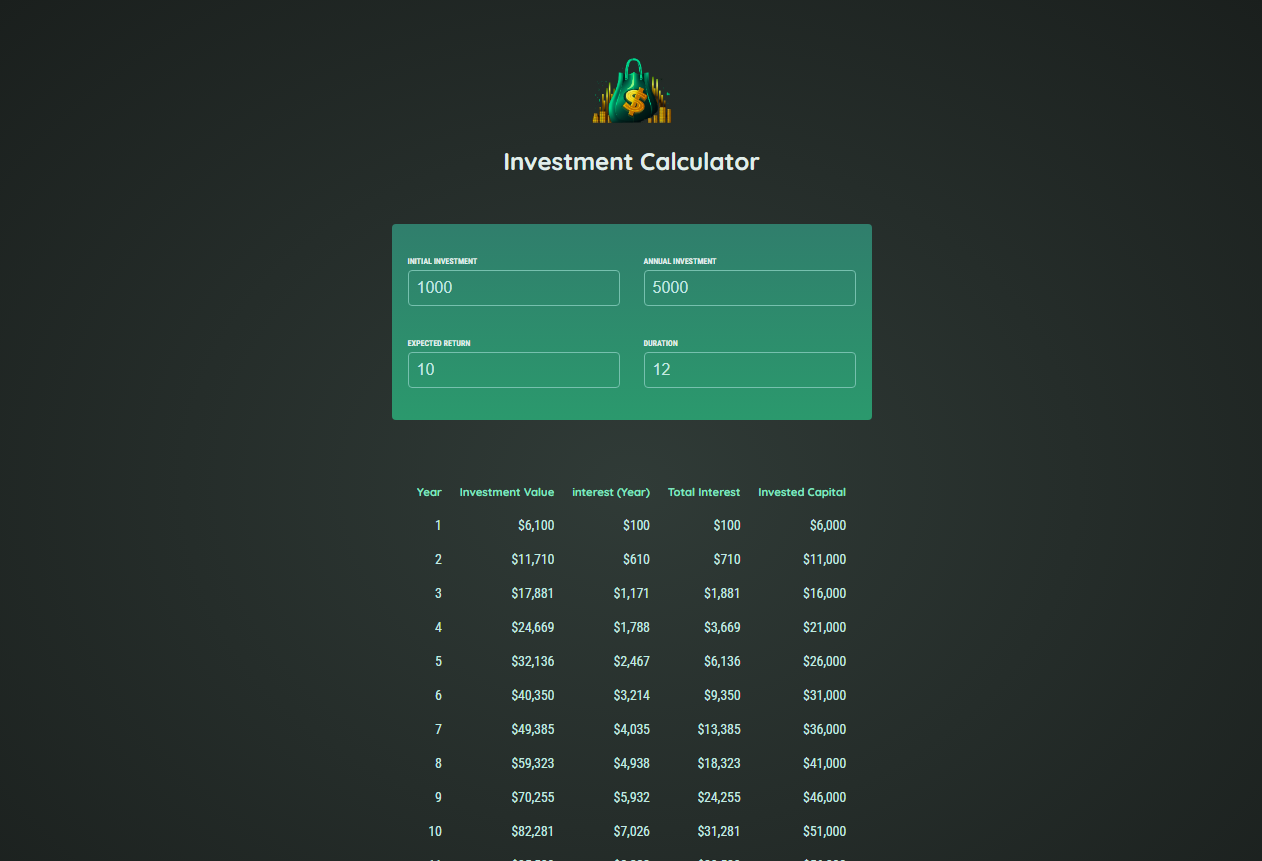 $
Investment Calculator
INITIAL INVESTMENT ANNUAL INVESTMENT
1000 5000
EXPECTED RETURN DURATION
10 12
Year Investment Value interest (Year) Total Interest Invested Capital
1 $6,100 $100 $100 $6,000
2 $11,710 $610 $710 $11,000
3 $17,881 $1,171 $1,881 $16,000
4 $24,669 $1,788 $3,669 $21,000
5 $32,136 $2,467 $6,136 $26,000
6 $40,350 $3,214 $9,350 $31,000
7 $49,385 $4,035 $13,385 $36,000
8 $59,323 $4,938 $18,323 $41,000
9 $70,255 $5,932 $24,255 $46,000
10 $82,281 $7,026 $31,281 $51,000